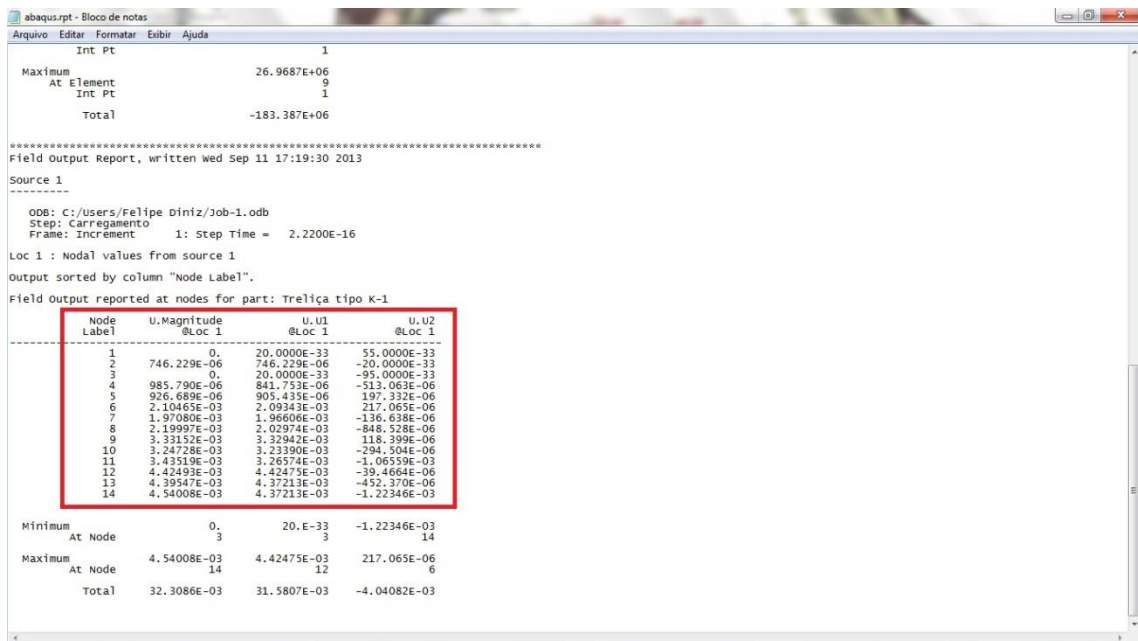 abaqus.rpt - Bloco de notas
Arquivo Editar Formatar Exibir Ajuda
Int Pt 1
Maximum 26.9687E+06
At Element 9
Int Pt 1
Total -183.387E+06
********************************************************************************
Field Output Report, written Wed Sep 11 17:19:30 2013
Source 1
---------
ODB: C:/Users/Felipe Diniz/Job-1.odb
Step: Carregamento
Frame: Increment 1: Step Time = 2.2200E-16
Loc 1 : Nodal values from source 1
Output sorted by column "Node Label".
Field Output reported at nodes for part: Treliça tipo K-1
Node U.Magnitude U.U1 U.U2
Label @Loc 1 @Loc 1 @Loc 1
-----------------------------------------------------------------
1 0. 20.0000E-33 55.0000E-33
2 746.229E-06 746.229E-06 -20.0000E-33
3 0. 20.0000E-33 -95.0000E-33
4 985.790E-06 841.753E-06 -513.063E-06
5 926.689E-06 905.435E-06 197.332E-06
6 2.10465E-03 2.09343E-03 217.065E-06
7 1.97080E-03 1.96606E-03 -136.638E-06
8 2.19997E-03 2.02974E-03 -848.528E-06
9 3.33152E-03 3.32942E-03 118.399E-06
10 3.24728E-03 3.23390E-03 -294.504E-06
11 3.43519E-03 3.26574E-03 -1.06559E-03
12 4.42493E-03 4.42475E-03 -39.4664E-06
13 4.39547E-03 4.37213E-03 -452.370E-06
14 4.54008E-03 4.37213E-03 -1.22346E-03
Minimum 0. 20.E-33 -1.22346E-03
At Node 3 3 14
Maximum 4.54008E-03 4.42475E-03 217.065E-06
At Node 14 12 6
Total 32.3086E-03 31.5807E-03 -4.04082E-03